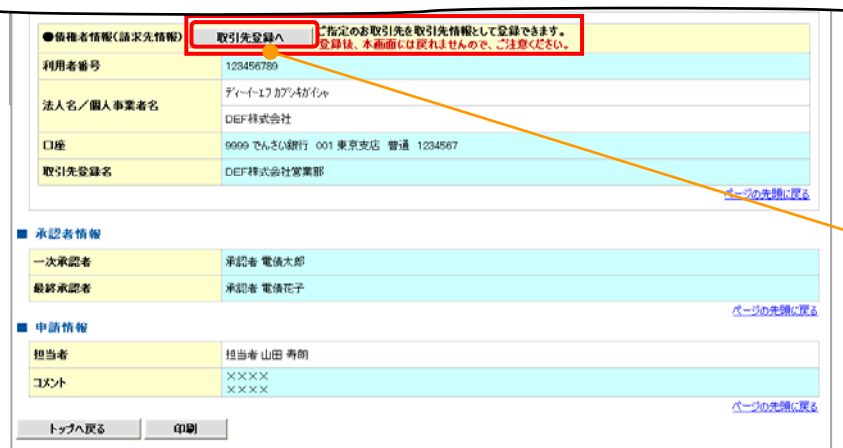 ●債権者情報(請求先情報) 取引先登録へ ご指定のお取引先を取引先情報として登録できます。
登録後、本画面には戻れませんので、ご注意ください。
利用者番号 123456789
法人名/個人事業者名 ディーイーエフ カブシキガイシャ
DEF株式会社
口座 9999 でんさい銀行 001 東京支店 普通 1234567
取引先登録名 DEF株式会社営業部
ページの先頭に戻る
■ 承認者情報
一次承認者 承認者 電債太郎
最終承認者 承認者 電債花子
ページの先頭に戻る
■ 申請情報
担当者 担当者 山田 寿朗
コメント ××××
××××
ページの先頭に戻る
トップへ戻る 印刷